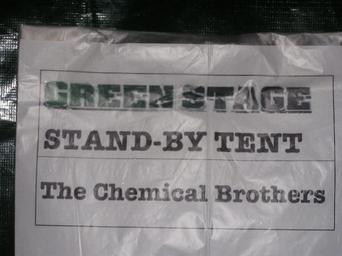 GREEN STAGE
STAND-BY TENT
The Chemical Brothers